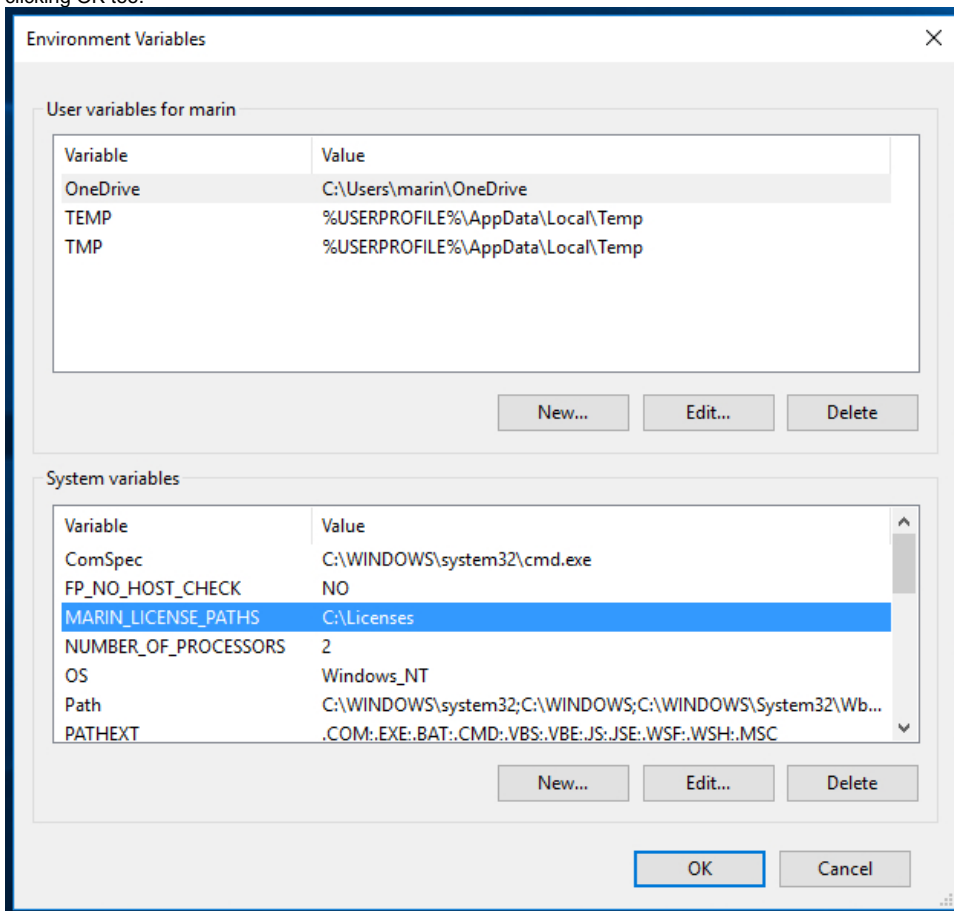 clicking OK too.
Environment Variables
User variables for marin
Variable Value
OneDrive C:\Users\marin\OneDrive
TEMP %USERPROFILE%\AppData\Local\Temp
TMP %USERPROFILE%\AppData\Local\Temp
New... Edit... Delete
System variables
Variable Value
ComSpec C:\WINDOWS\system32\cmd.exe
FP_NO_HOST_CHECK NO
MARIN_LICENSE_PATHS C:\Licenses
NUMBER_OF_PROCESSORS 2
OS Windows_NT
Path C:\WINDOWS\system32;C:\WINDOWS;C:\WINDOWS\System32\Wb...
PATHEXT .COM;.EXE;.BAT;.CMD;.VBS;.VBE;.JS;.JSE;.WSF;.WSH;.MSC
New... Edit... Delete
OK Cancel